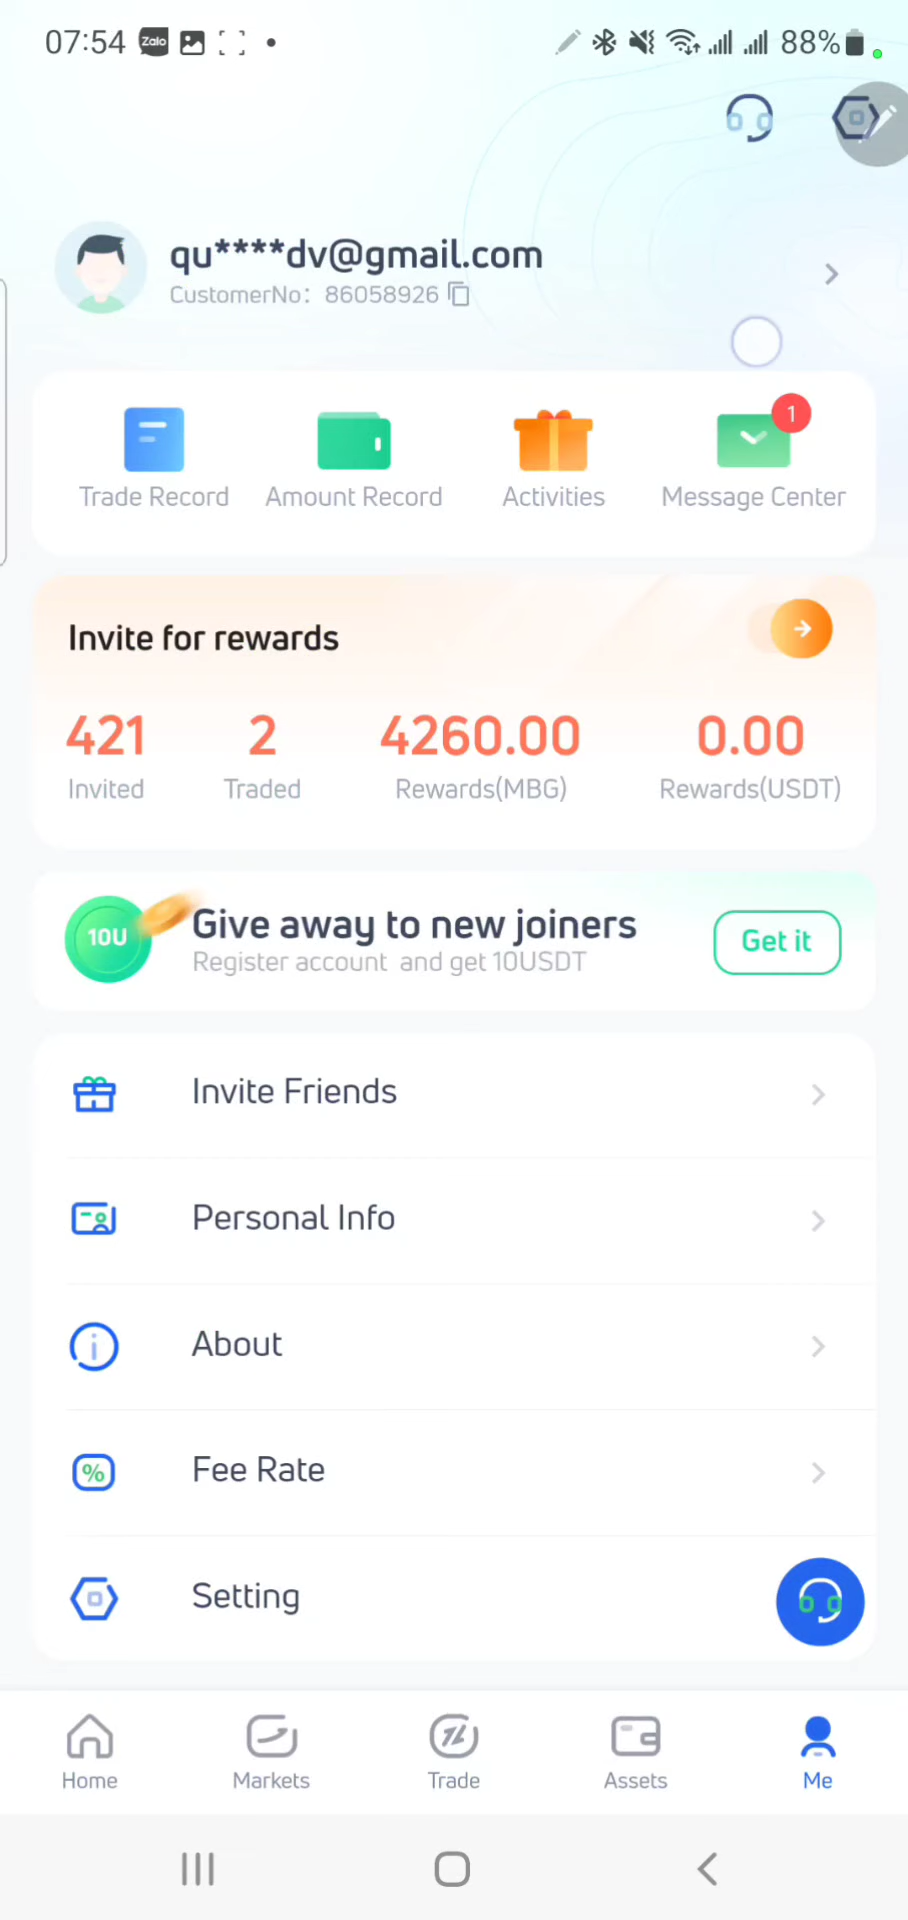 07:54 Zalo 88%
qu****dv@gmail.com
CustomerNo: 86058926
1
Trade Record Amount Record Activities Message Center
Invite for rewards
421 2 4260.00 0.00
Invited Traded Rewards(MBG) Rewards(USDT)
10U
Give away to new joiners
Register account and get 10USDT
Get it
Invite Friends
Personal Info
About
Fee Rate
Setting
Home Markets Trade Assets Me